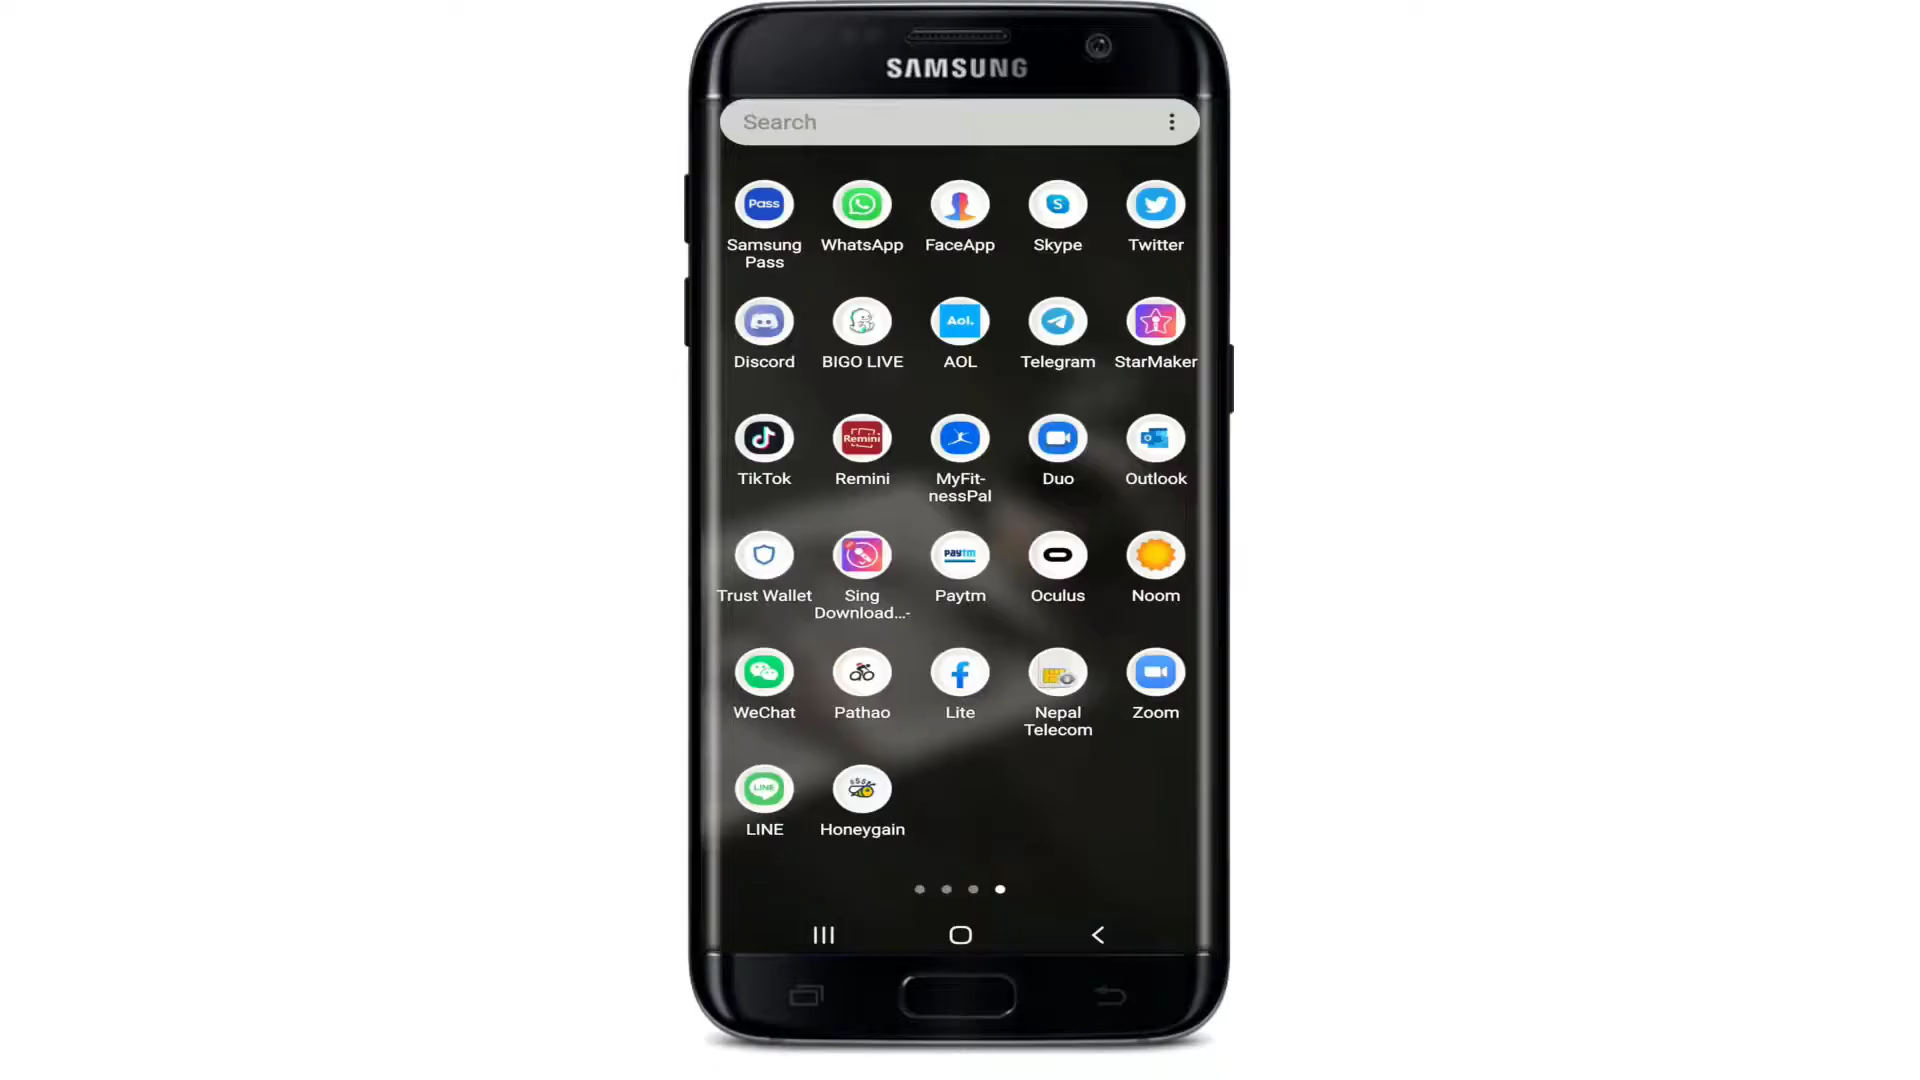 SAMSUNG
Search
Pass
Samsung
Pass
WhatsApp
FaceApp
S
Skype
Twitter
Discord
BIGO LIVE
Aol.
AOL
Telegram
StarMaker
TikTok
Remini
Remini
MyFit-
nessPal
Duo
Outlook
Trust Wallet
Sing
Download...-
Paytm
Paytm
Oculus
Noom
WeChat
Pathao
Lite
Nepal
Telecom
Zoom
LINE
LINE
Honeygain